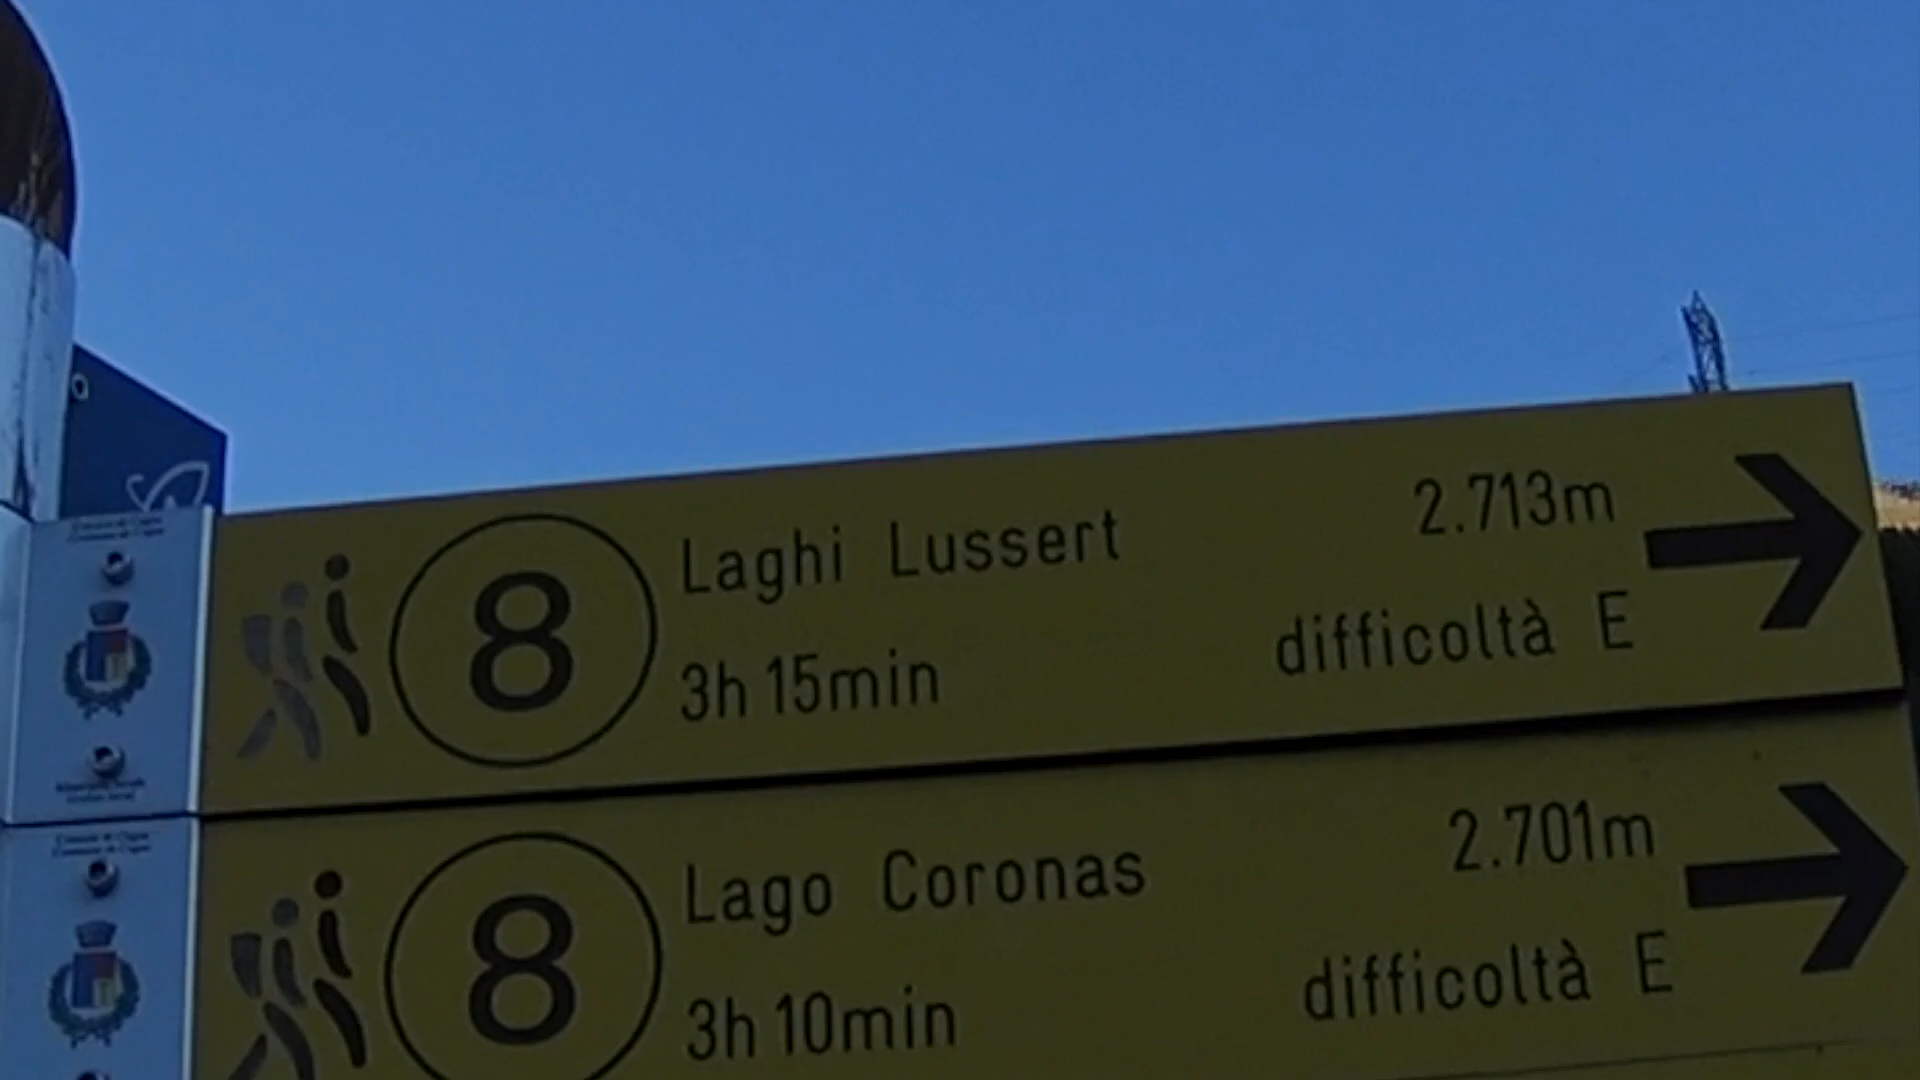 8
Laghi Lussert
2.713m
3h 15min
difficoltà E
8
Lago Coronas
2.701m
3h 10min
difficoltà E